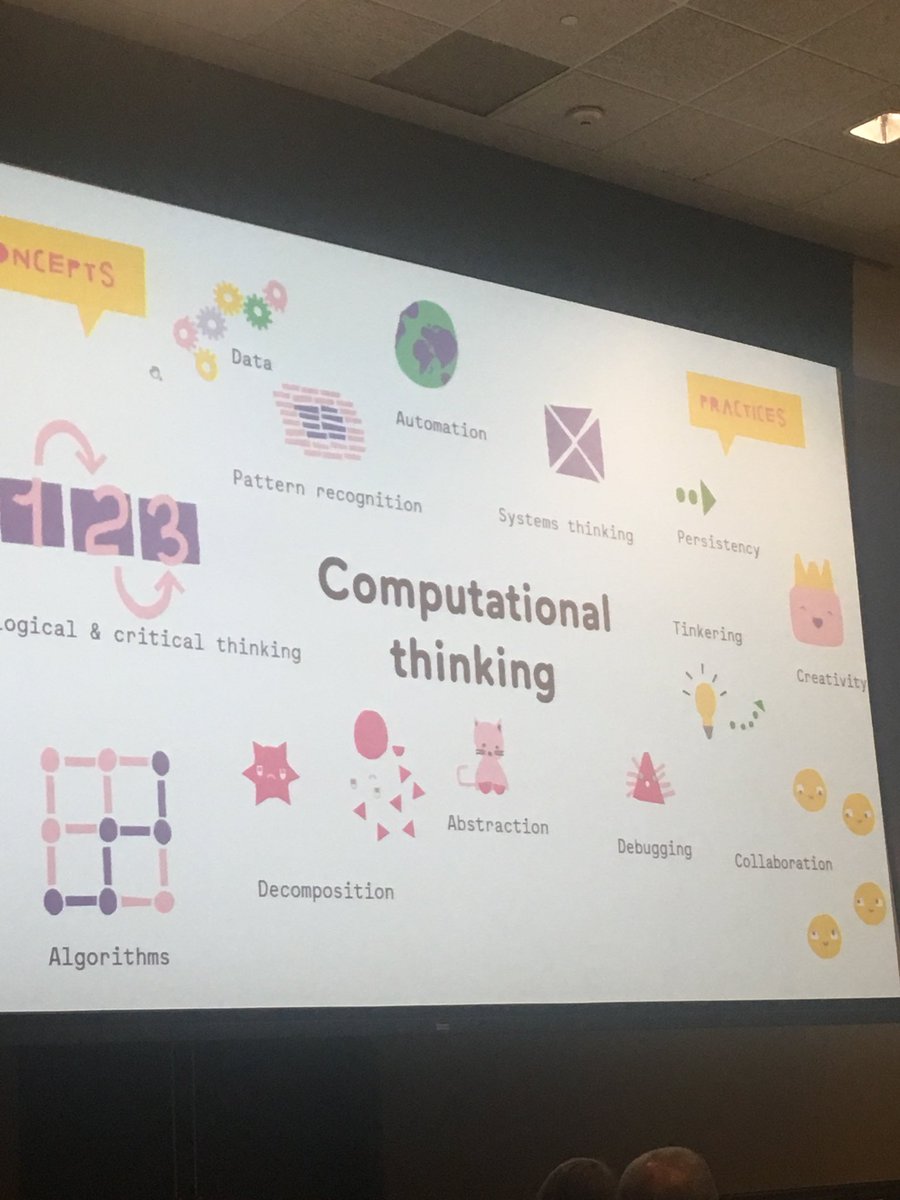 ONCEPTS
Data
Automation
Pattern recognition
Systems thinking
PRACTICES
Persistency
123
ogical & critical thinking
Computational
thinking
Tinkering
Creativity
Abstraction
Debugging
Collaboration
Decomposition
Algorithms